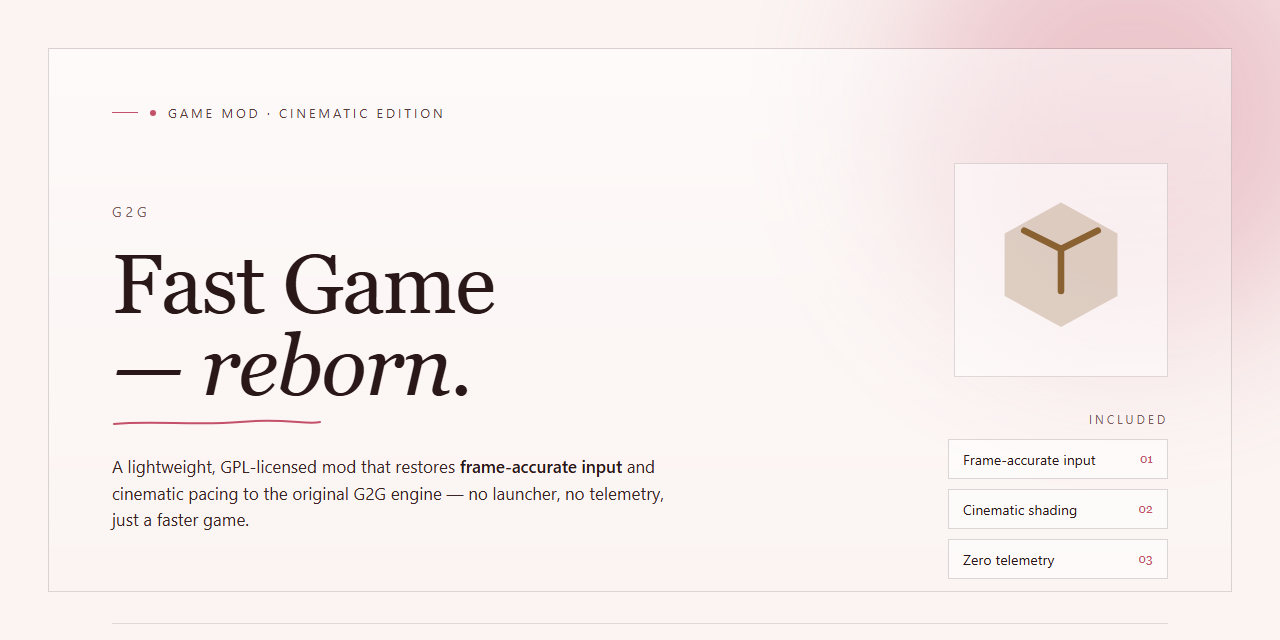 GAME MOD · CINEMATIC EDITION
G2G
Fast Game
— reborn.
A lightweight, GPL-licensed mod that restores frame-accurate input and
cinematic pacing to the original G2G engine — no launcher, no telemetry,
just a faster game.
INCLUDED
Frame-accurate input 01
Cinematic shading 02
Zero telemetry 03